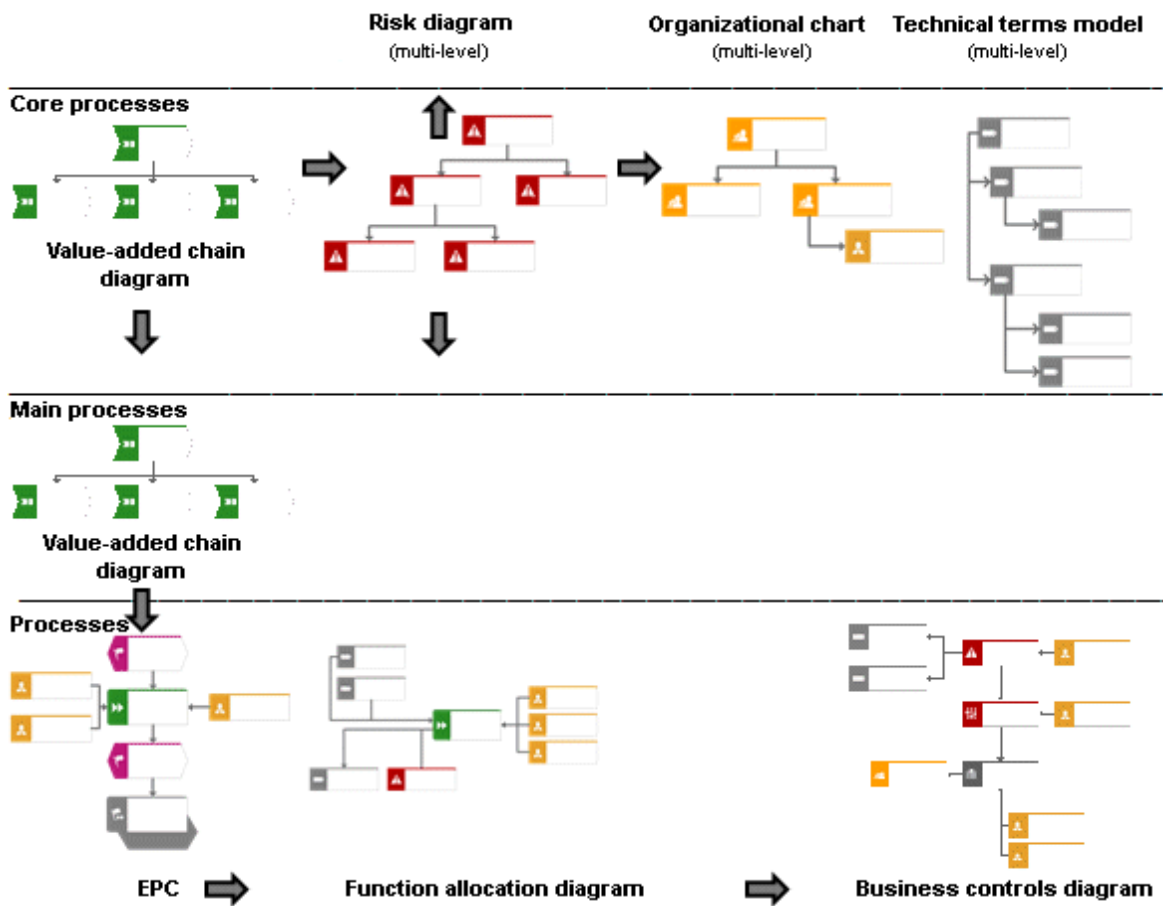 Risk diagram
(multi-level)
Organizational chart
(multi-level)
Technical terms model
(multi-level)
Core processes
Value-added chain
diagram
Main processes
Value-added chain
diagram
Processes
EPC
Function allocation diagram
Business controls diagram